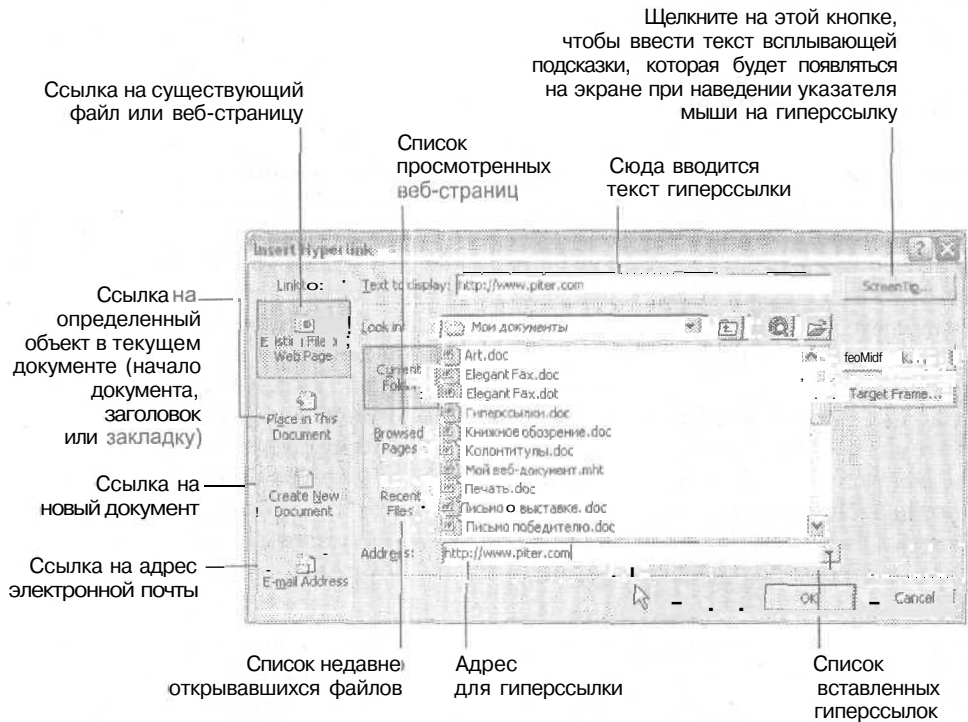 Щелкните на этой кнопке,
чтобы ввести текст всплывающей
подсказки, которая будет появляться
на экране при наведении указателя
мыши на гиперссылку
Ссылка на существующий
файл или веб-страницу
Список
просмотренных
веб-страниц
Сюда вводится
текст гиперссылки
Insert Hyperlink
Link to:
Text to display: http://www.piter.com
ScreenTip...
Ссылка на
определенный
объект в текущем
документе (начало
документа,
заголовок
или закладку)
Look in:
Мои документы
Web Page
Current
Art.doc
Elegant Fax.doc
Elegant Fax.dot
Гиперссылки.doc
Книжное обозрение.doc
Колонтитулы.doc
Мой веб-документ.mht
Печать.doc
Письмо о выставке.doc
Письмо победителю.doc
Target Frame...
Place in This
Document
Browsed
Pages
Ссылка на
новый документ
Create New
Document
Recent
Files
Ссылка на адрес
электронной почты
E-mail Address
Address: http://www.piter.com
OK
Cancel
Список недавно
открывавшихся файлов
Адрес
для гиперссылки
Список
вставленных
гиперссылок